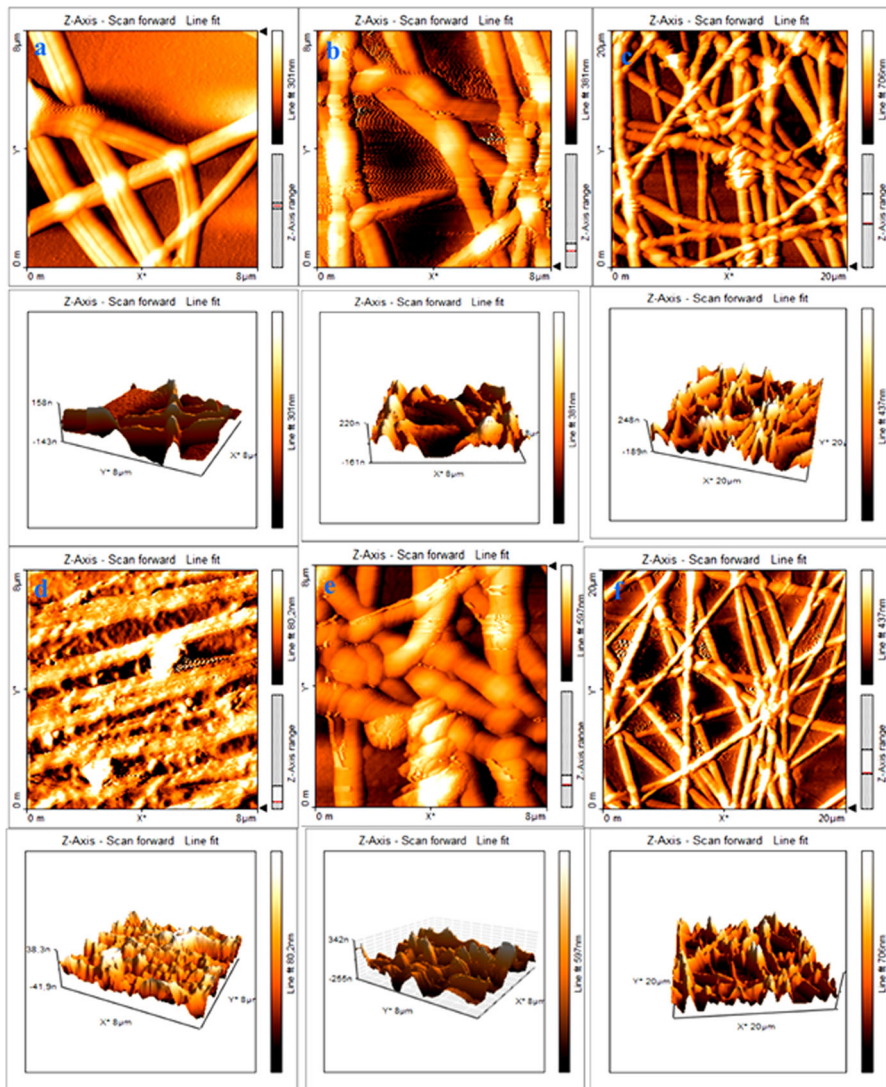 Z-Axis - Scan forward Line fit
a
8µm
Y*
0 m
0 m
X*
8µm
Line fit 301nm
Z-Axis range
Z-Axis - Scan forward Line fit
b
8µm
Y*
0 m
0 m
X*
8µm
Line fit 381nm
Z-Axis range
Z-Axis - Scan forward Line fit
c
20µm
Y*
0 m
0 m
X*
20µm
Line fit 706nm
Z-Axis range
Z-Axis - Scan forward Line fit
158n
-143n
Y* 8µm
X* 8µm
Line fit 301nm
Z-Axis - Scan forward Line fit
220n
-161n
X* 8µm
Line fit 381nm
Z-Axis - Scan forward Line fit
248n
-189n
X* 20µm
Y* 20µ
Line fit 437nm
Z-Axis - Scan forward Line fit
d
8µm
Y*
0 m
0 m
X*
8µm
Line fit 80,2nm
Z-Axis range
Z-Axis - Scan forward Line fit
e
8µm
Y*
0 m
0 m
X*
8µm
Line fit 597nm
Z-Axis range
Z-Axis - Scan forward Line fit
f
20µm
Y*
0 m
0 m
X*
20µm
Line fit 437nm
Z-Axis range
Z-Axis - Scan forward Line fit
38.3n
-41.9n
X* 8µm
Y* 8µ
Line fit 80,2nm
Z-Axis - Scan forward Line fit
342n
-255n
Y* 8µm
X* 8µm
Line fit 597nm
Z-Axis - Scan forward Line fit
Y* 20µm
X* 20µm
Line fit 706nm